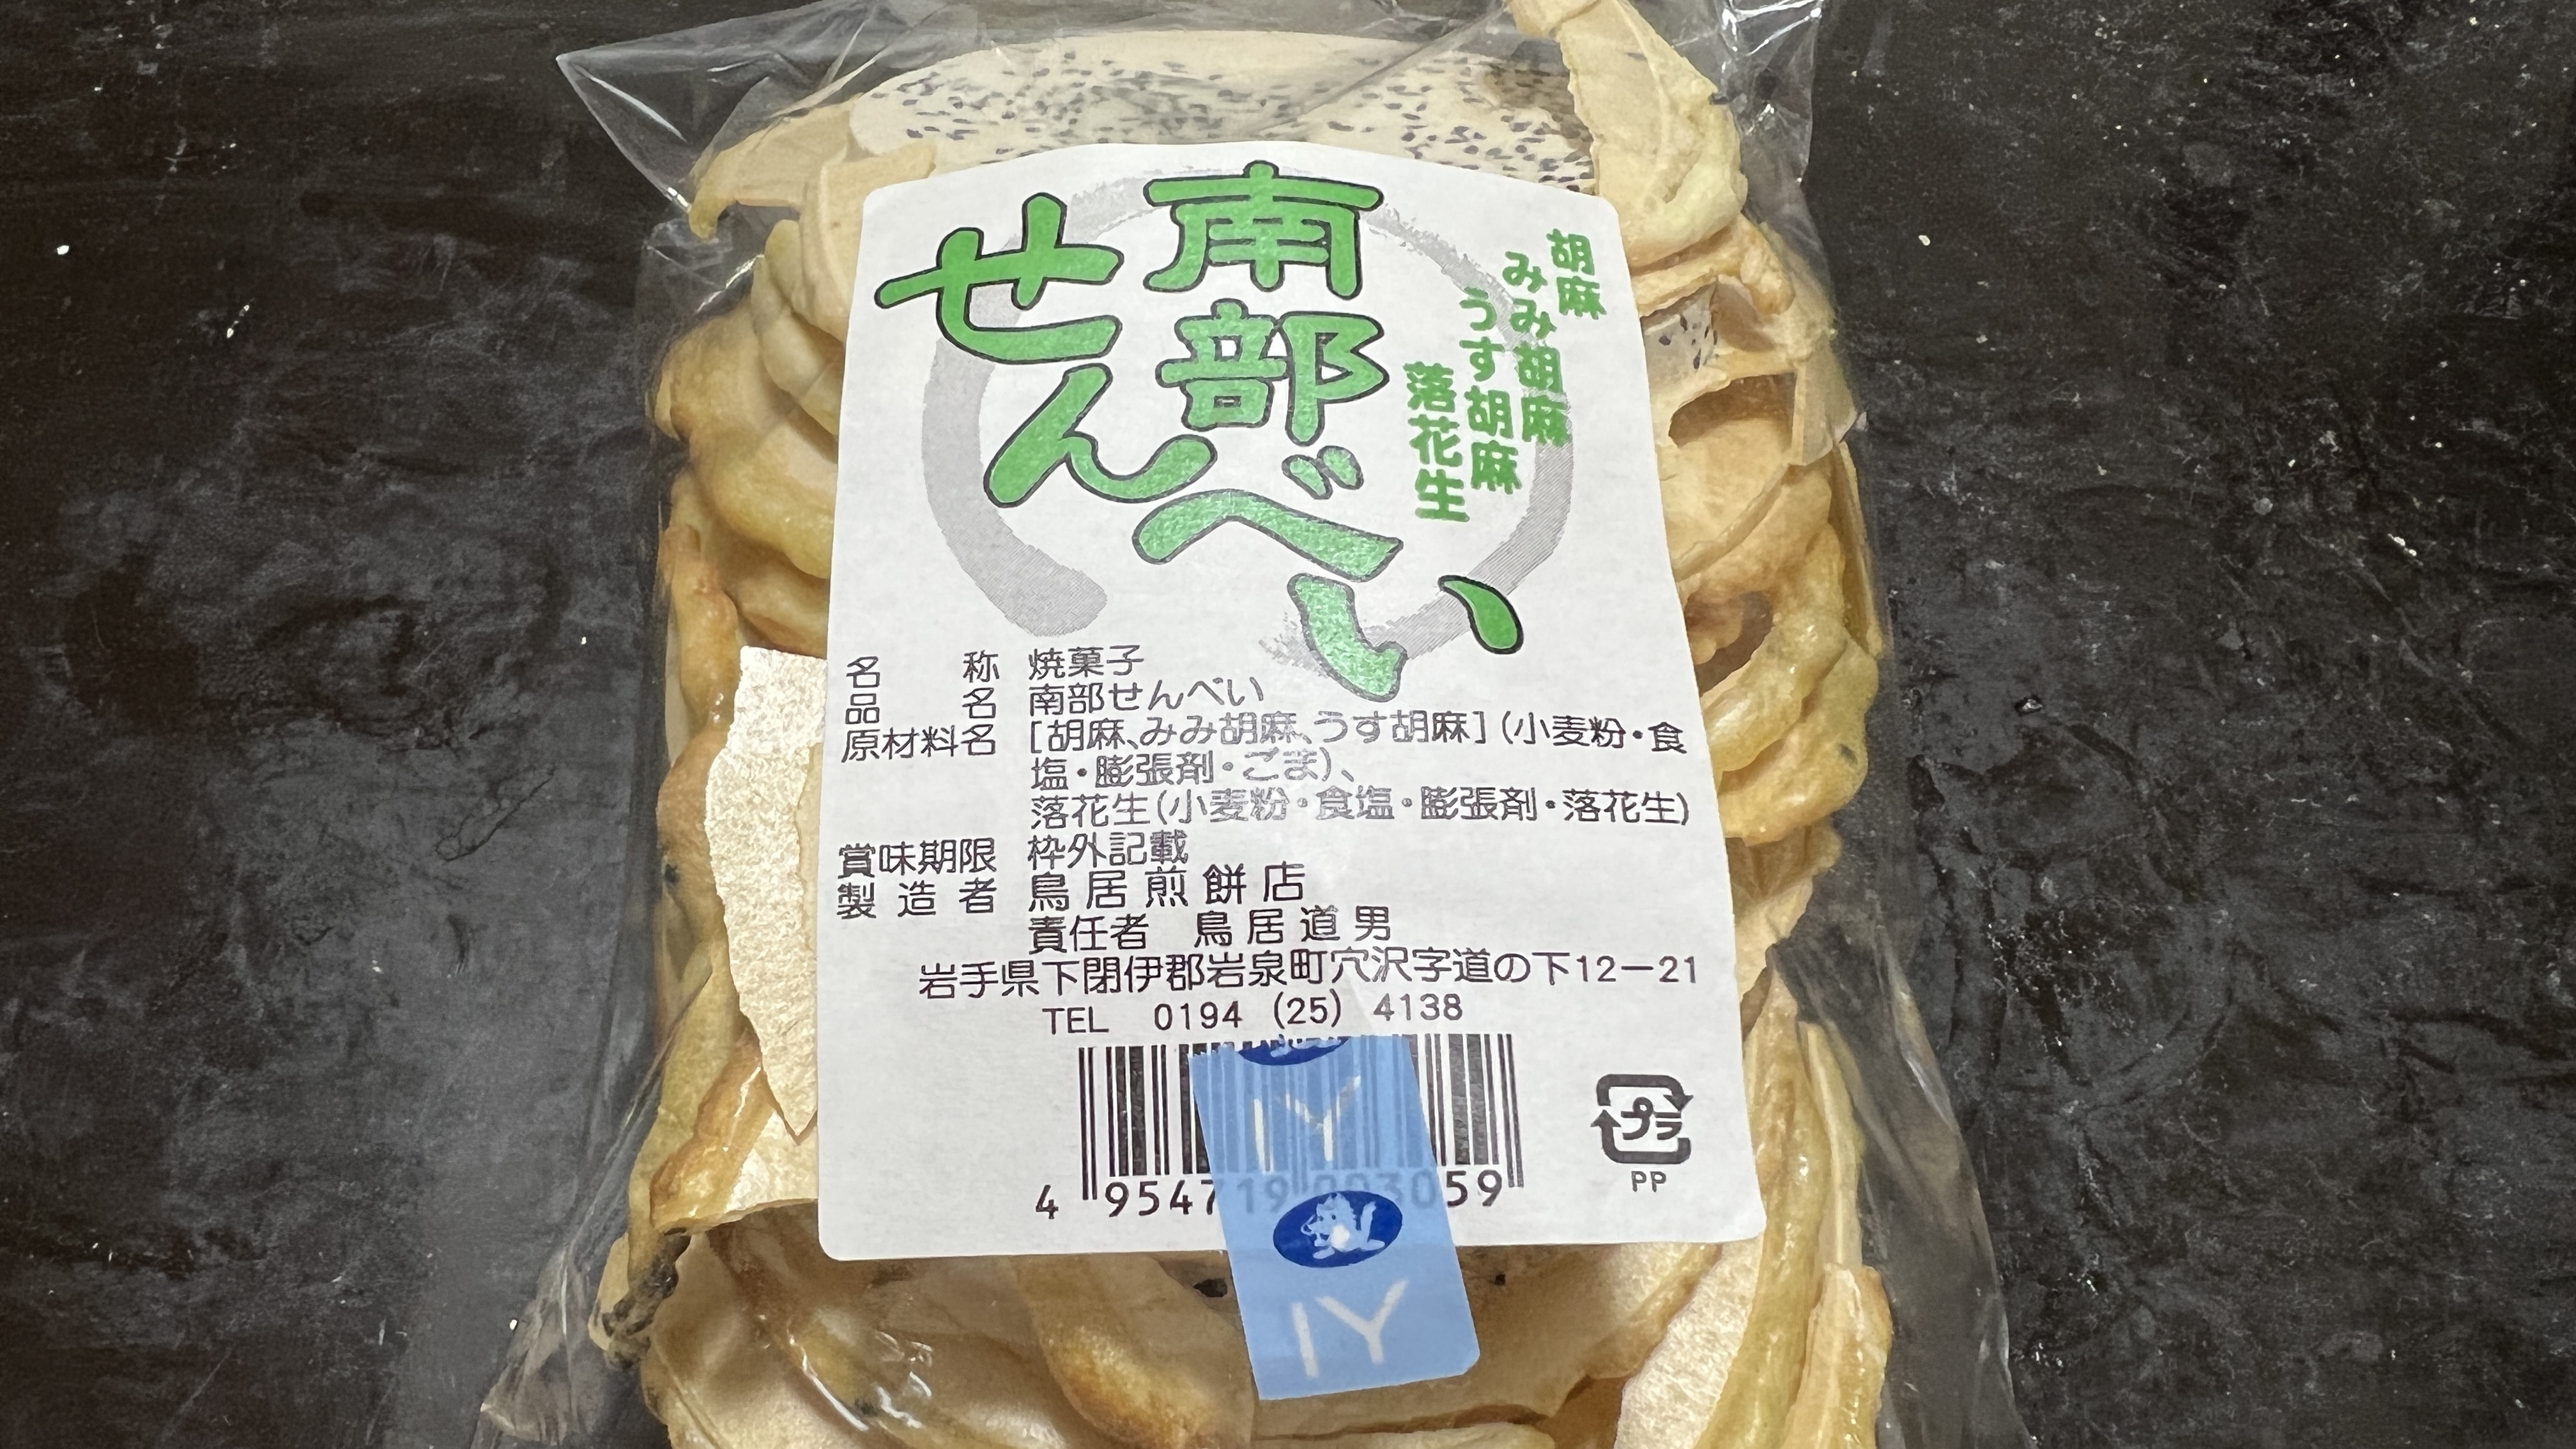 南部
せんべい
胡麻
みみ胡麻
うす胡麻
落花生
名称 焼菓子
品名 南部せんべい
原材料名 [胡麻、みみ胡麻、うす胡麻](小麦粉・食
塩・膨張剤・ごま)、
落花生(小麦粉・食塩・膨張剤・落花生)
賞味期限 枠外記載
製造者 鳥居煎餅店
責任者 鳥居道男
岩手県下閉伊郡岩泉町穴沢字道の下12-21
TEL 0194 (25) 4138
IY
4 954719 003059
プラ
PP
IY